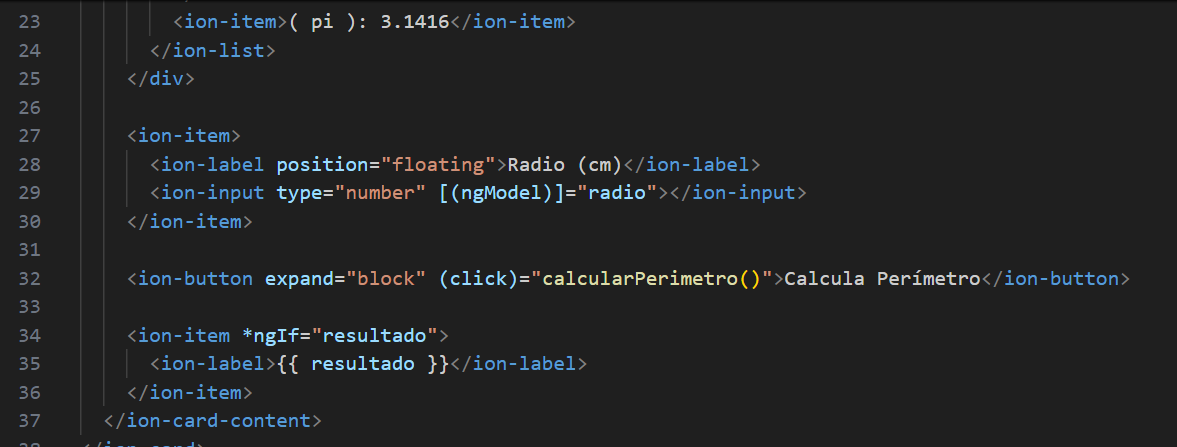 23 <ion-item>( pi ): 3.1416</ion-item>
24 </ion-list>
25 </div>
26
27 <ion-item>
28 <ion-label position="floating">Radio (cm)</ion-label>
29 <ion-input type="number" [(ngModel)]="radio"></ion-input>
30 </ion-item>
31
32 <ion-button expand="block" (click)="calcularPerimetro()">Calcula Perímetro</ion-button>
33
34 <ion-item *ngIf="resultado">
35 <ion-label>{{ resultado }}</ion-label>
36 </ion-item>
37 </ion-card-content>
38 </ion-card>